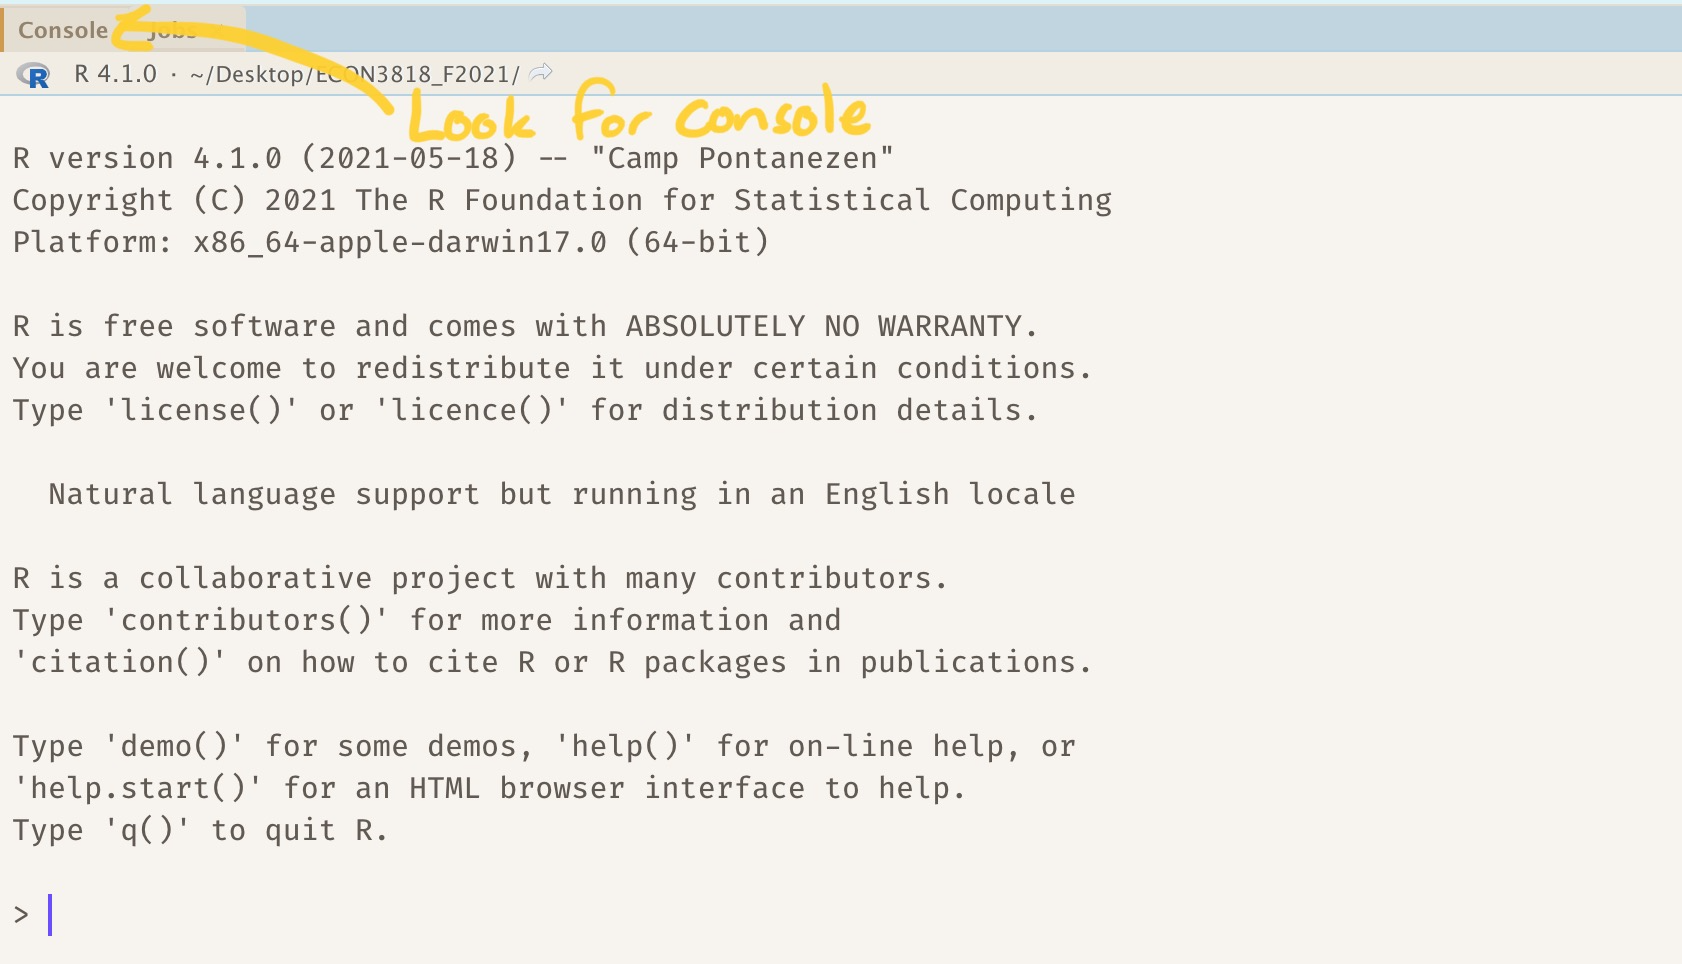 Console Jobs ×
R R 4.1.0 · ~/Desktop/ECON3818_F2021/
Look for console
R version 4.1.0 (2021-05-18) -- "Camp Pontanezen"
Copyright (C) 2021 The R Foundation for Statistical Computing
Platform: x86_64-apple-darwin17.0 (64-bit)
R is free software and comes with ABSOLUTELY NO WARRANTY.
You are welcome to redistribute it under certain conditions.
Type 'license()' or 'licence()' for distribution details.
Natural language support but running in an English locale
R is a collaborative project with many contributors.
Type 'contributors()' for more information and
'citation()' on how to cite R or R packages in publications.
Type 'demo()' for some demos, 'help()' for on-line help, or
'help.start()' for an HTML browser interface to help.
Type 'q()' to quit R.
>